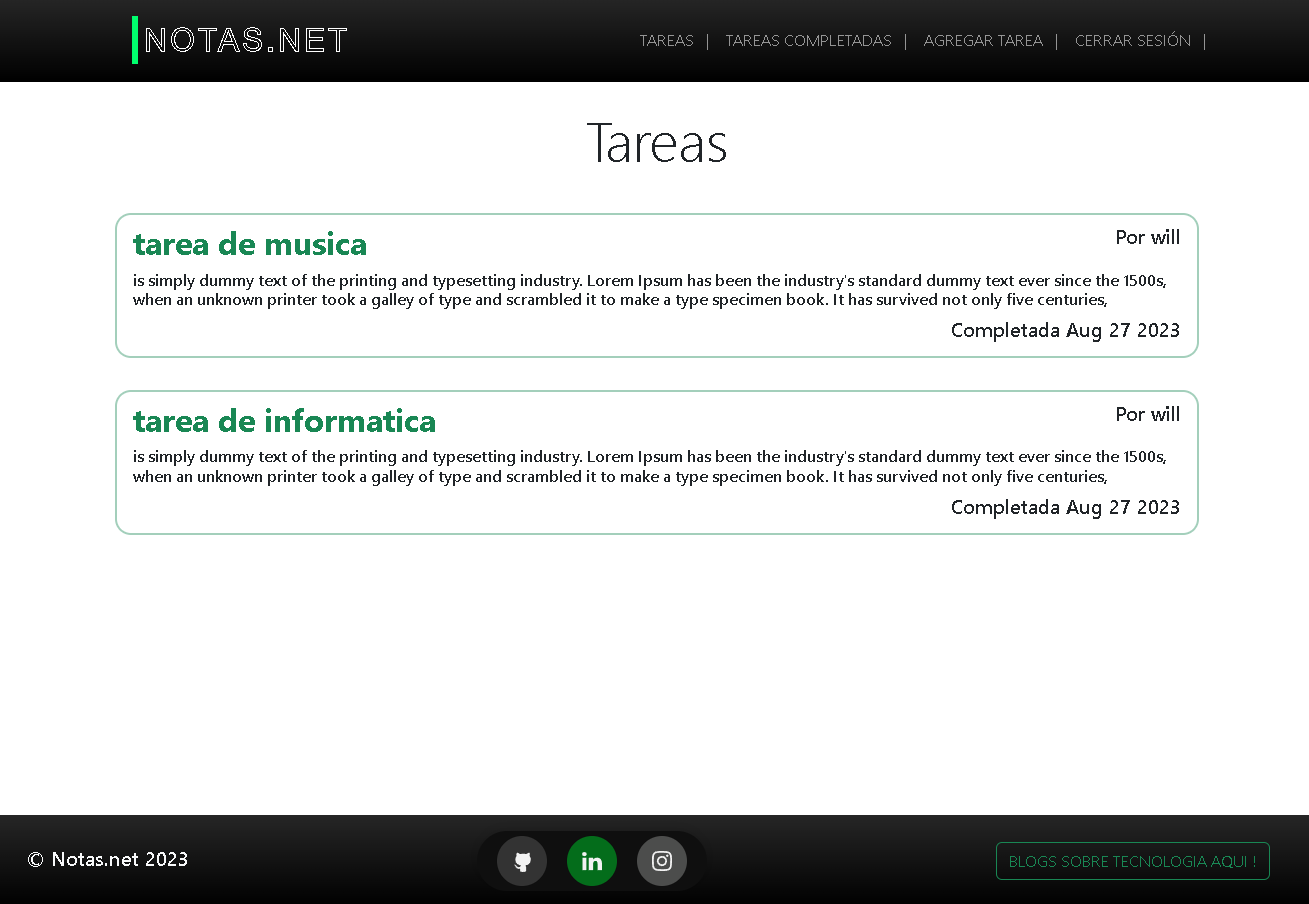 NOTAS.NET
TAREAS | TAREAS COMPLETADAS | AGREGAR TAREA | CERRAR SESIÓN |
Tareas
tarea de musica
Por will
is simply dummy text of the printing and typesetting industry. Lorem Ipsum has been the industry's standard dummy text ever since the 1500s,
when an unknown printer took a galley of type and scrambled it to make a type specimen book. It has survived not only five centuries,
Completada Aug 27 2023
tarea de informatica
Por will
is simply dummy text of the printing and typesetting industry. Lorem Ipsum has been the industry's standard dummy text ever since the 1500s,
when an unknown printer took a galley of type and scrambled it to make a type specimen book. It has survived not only five centuries,
Completada Aug 27 2023
© Notas.net 2023
in
BLOGS SOBRE TECNOLOGIA AQUI !